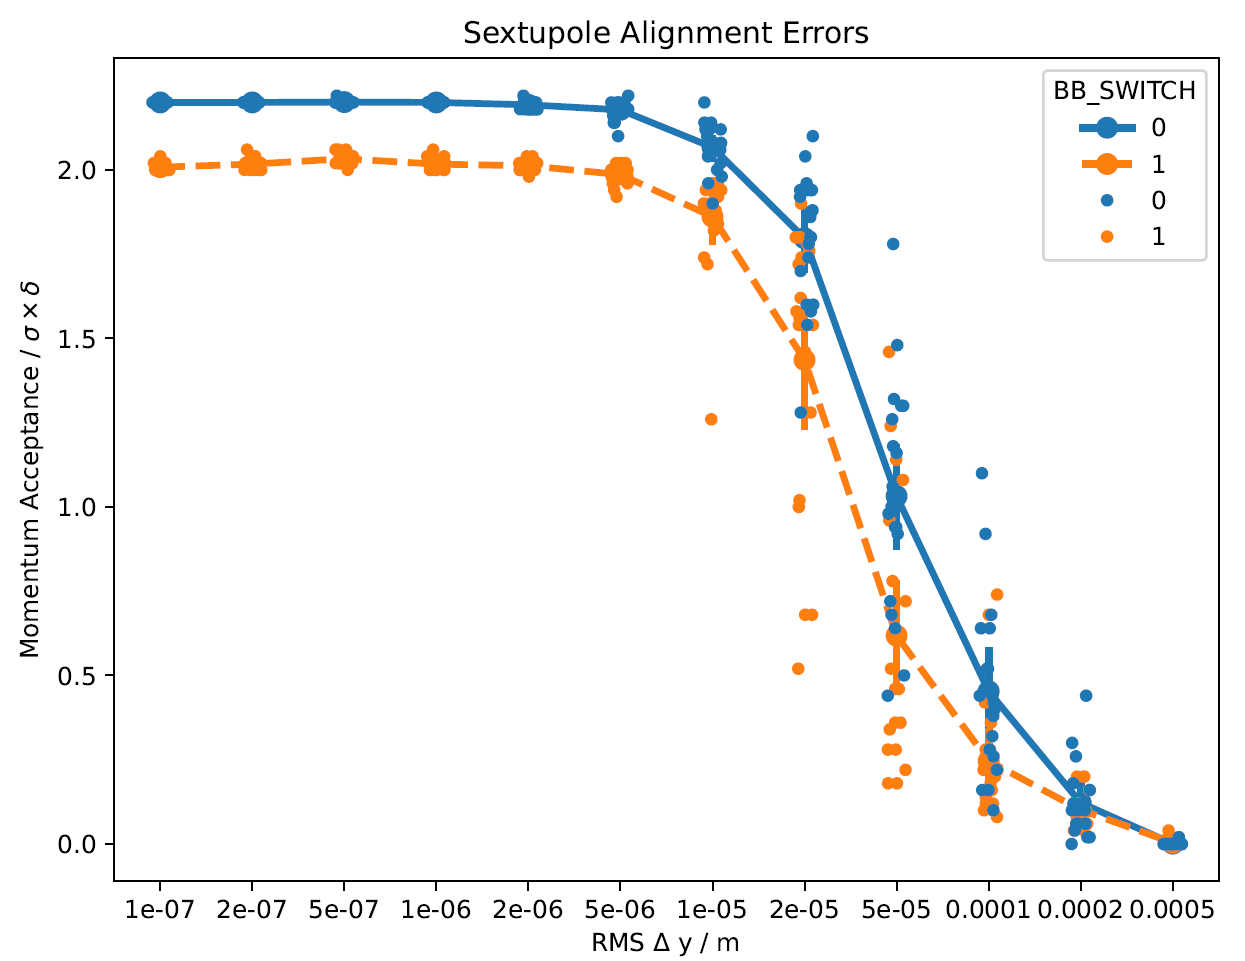 Sextupole Alignment Errors
BB_SWITCH
0
1
0
1
Momentum Acceptance / σ × δ
2.0
1.5
1.0
0.5
0.0
1e-07 2e-07 5e-07 1e-06 2e-06 5e-06 1e-05 2e-05 5e-05 0.0001 0.0002 0.0005
RMS Δ y / m